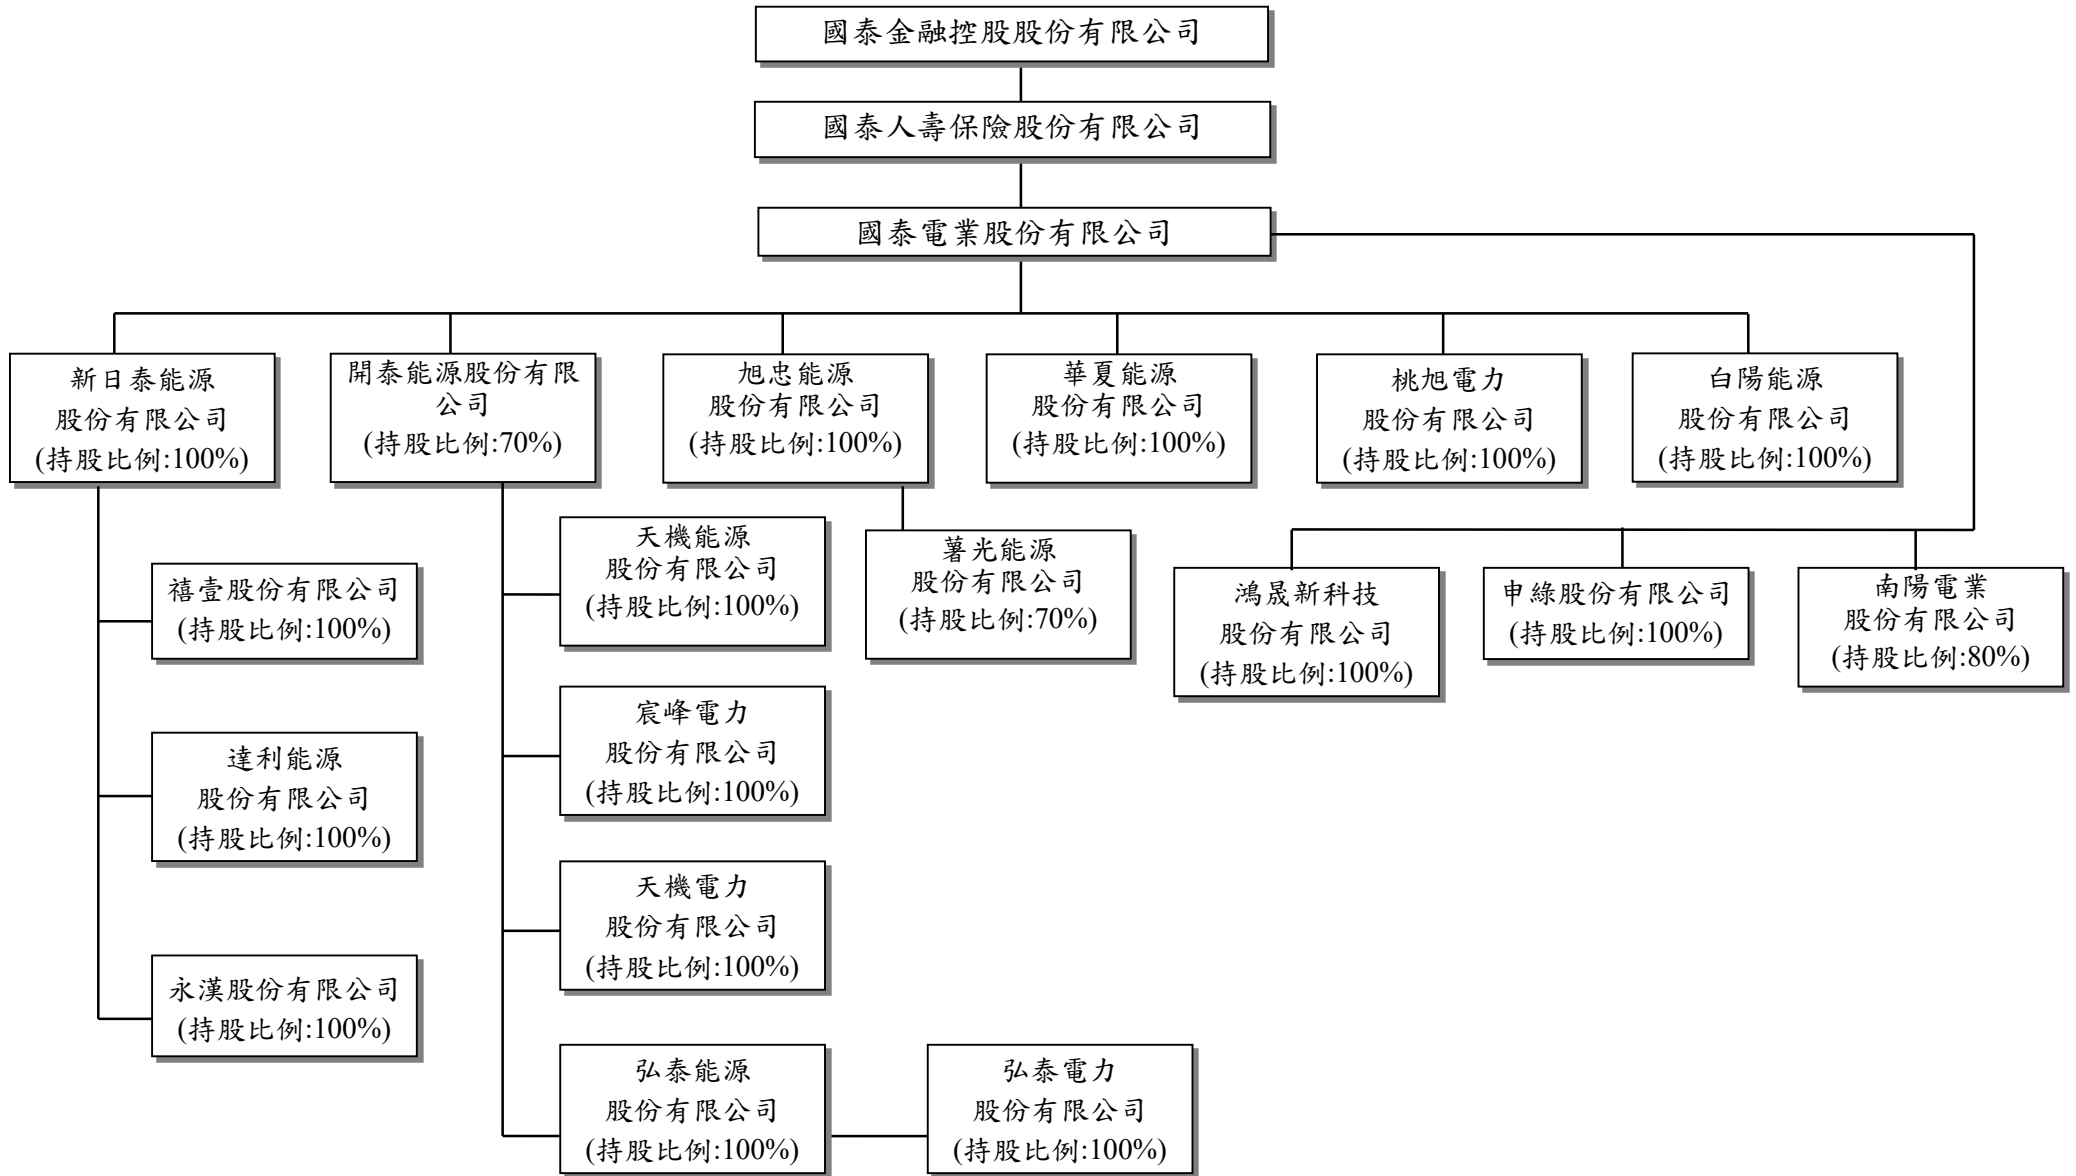 國泰金融控股股份有限公司
國泰人壽保險股份有限公司
國泰電業股份有限公司
新日泰能源
股份有限公司
(持股比例:100%)
開泰能源股份有限
公司
(持股比例:70%)
旭忠能源
股份有限公司
(持股比例:100%)
華夏能源
股份有限公司
(持股比例:100%)
桃旭電力
股份有限公司
(持股比例:100%)
白陽能源
股份有限公司
(持股比例:100%)
禧壹股份有限公司
(持股比例:100%)
達利能源
股份有限公司
(持股比例:100%)
永漢股份有限公司
(持股比例:100%)
天機能源
股份有限公司
(持股比例:100%)
宸峰電力
股份有限公司
(持股比例:100%)
天機電力
股份有限公司
(持股比例:100%)
弘泰能源
股份有限公司
(持股比例:100%)
弘泰電力
股份有限公司
(持股比例:100%)
薯光能源
股份有限公司
(持股比例:70%)
鴻晟新科技
股份有限公司
(持股比例:100%)
申綠股份有限公司
(持股比例:100%)
南陽電業
股份有限公司
(持股比例:80%)